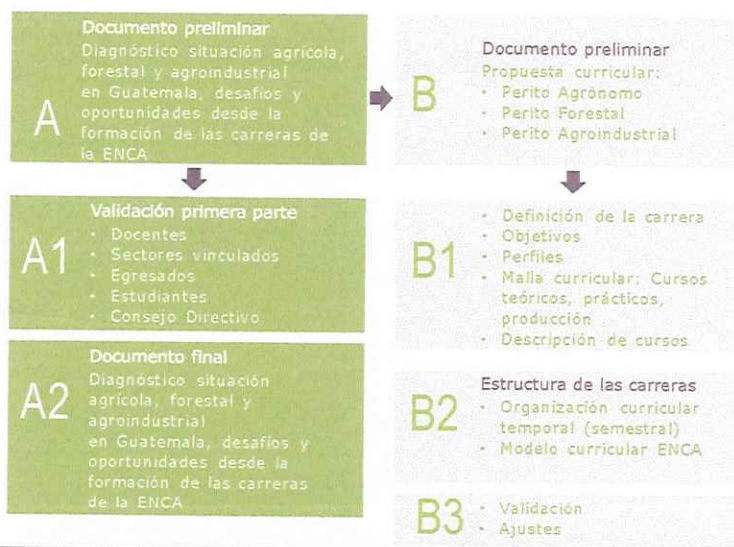 A
Documento preliminar
Diagnóstico situación agrícola,
forestal y agroindustrial
en Guatemala, desafíos y
oportunidades desde la
formación de las carreras de
la ENCA
B
Documento preliminar
Propuesta curricular:
• Perito Agrónomo
• Perito Forestal
• Perito Agroindustrial
A1
Validación primera parte
• Docentes
• Sectores vinculados
• Egresados
• Estudiantes
• Consejo Directivo
B1
• Definición de la carrera
• Objetivos
• Perfiles
• Malla curricular: Cursos
teóricos, prácticos,
producción
• Descripción de cursos
A2
Documento final
Diagnóstico situación
agrícola, forestal y
agroindustrial
en Guatemala, desafíos y
oportunidades desde la
formación de las carreras
de la ENCA
B2
Estructura de las carreras
• Organización curricular
temporal (semestral)
• Modelo curricular ENCA
B3
• Validación
• Ajustes